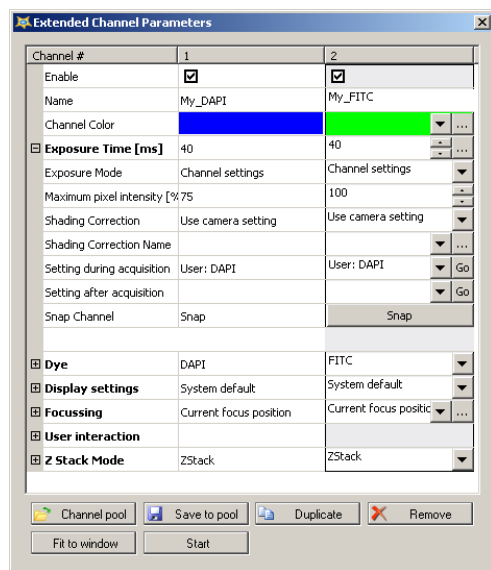 Extended Channel Parameters
Channel # 1 2
Enable
Name My_DAPI My_FITC
Channel Color ...
Exposure Time [ms] 40 40 ...
Exposure Mode Channel settings Channel settings
Maximum pixel intensity [% 75 100
Shading Correction Use camera setting Use camera setting
Shading Correction Name ...
Setting during acquisition User: DAPI User: DAPI Go
Setting after acquisition Go
Snap Channel Snap Snap
Dye DAPI FITC
Display settings System default System default
Focussing Current focus position Current focus positic ...
User interaction
Z Stack Mode ZStack ZStack
Channel pool Save to pool Duplicate Remove
Fit to window Start